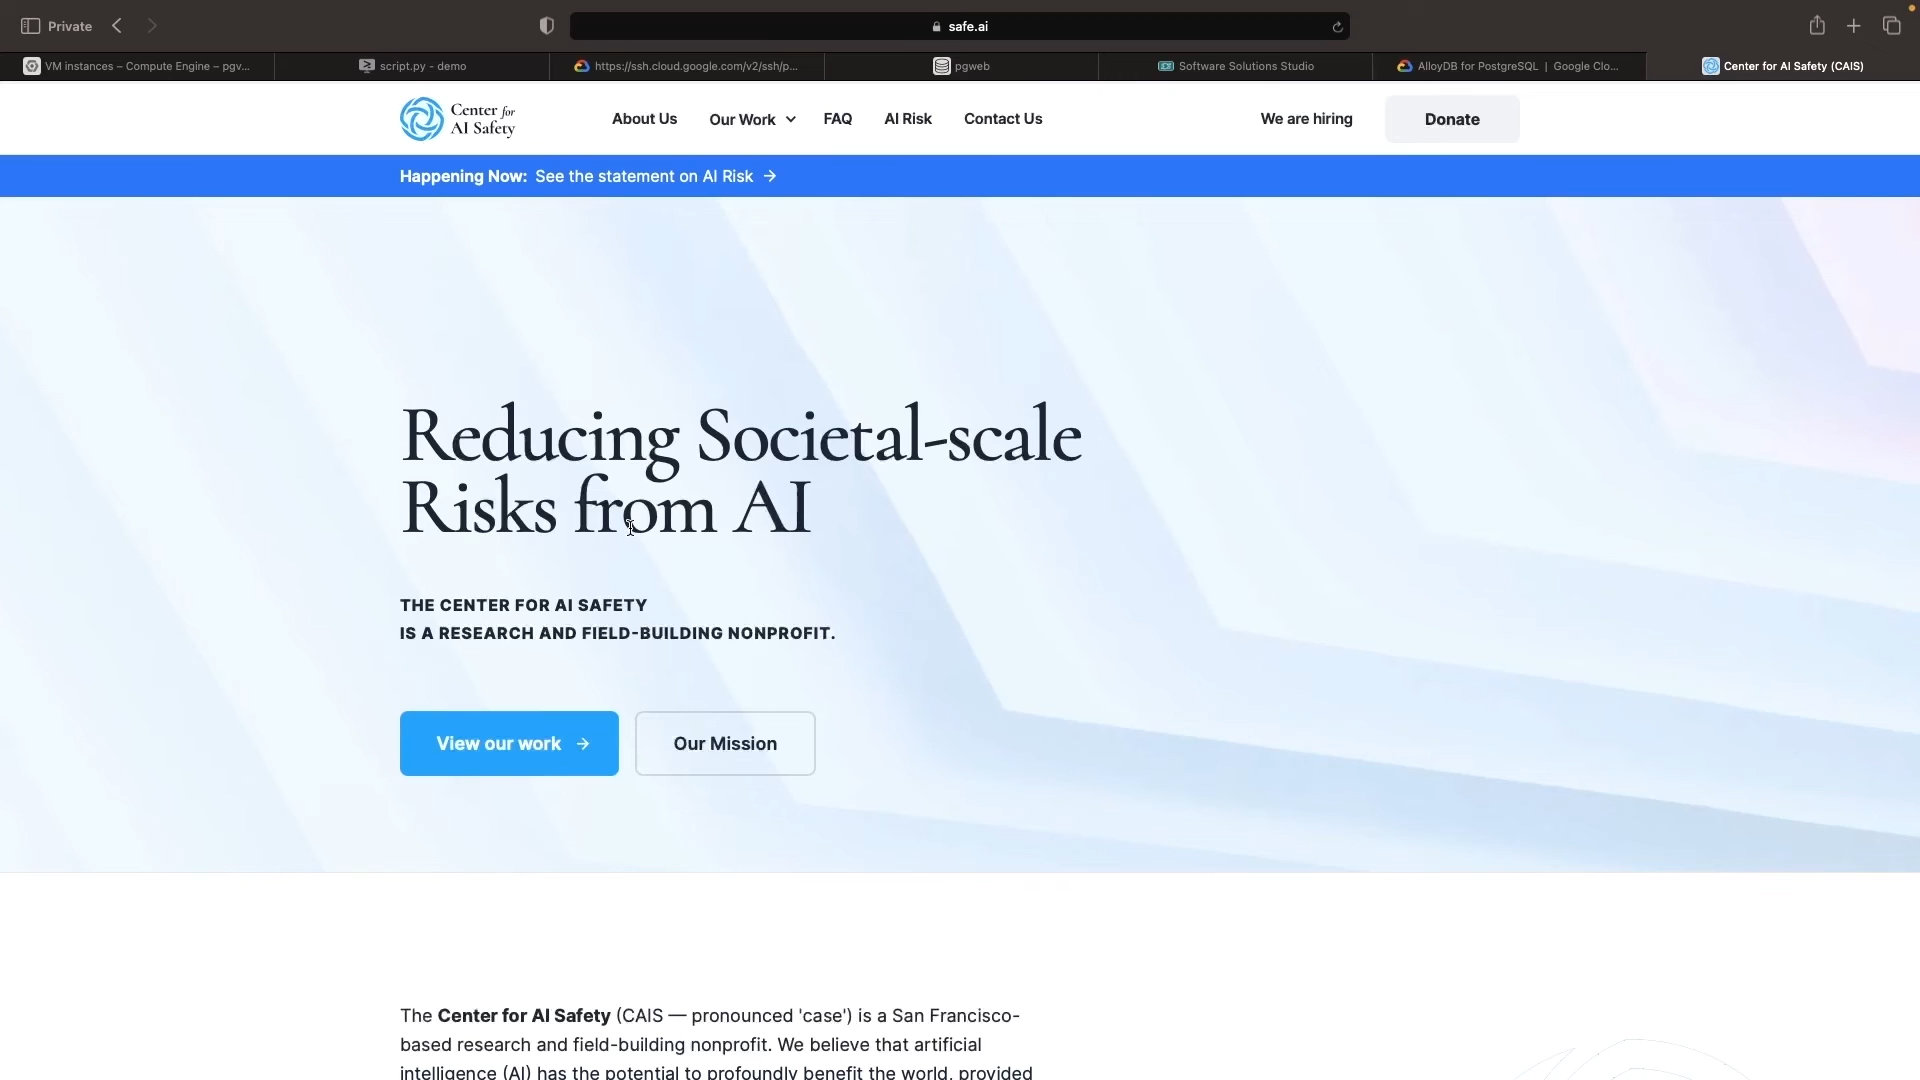 Private
safe.ai
VM instances – Compute Engine – pgv...
script.py - demo
https://ssh.cloud.google.com/v2/ssh/p...
pgweb
Software Solutions Studio
AlloyDB for PostgreSQL | Google Clo...
Center for AI Safety (CAIS)
Center for
AI Safety
About Us
Our Work
FAQ
AI Risk
Contact Us
We are hiring
Donate
Happening Now: See the statement on AI Risk →
Reducing Societal-scale
Risks from AI
THE CENTER FOR AI SAFETY
IS A RESEARCH AND FIELD-BUILDING NONPROFIT.
View our work →
Our Mission
The Center for AI Safety (CAIS — pronounced 'case') is a San Francisco-
based research and field-building nonprofit. We believe that artificial
intelligence (AI) has the potential to profoundly benefit the world, provided